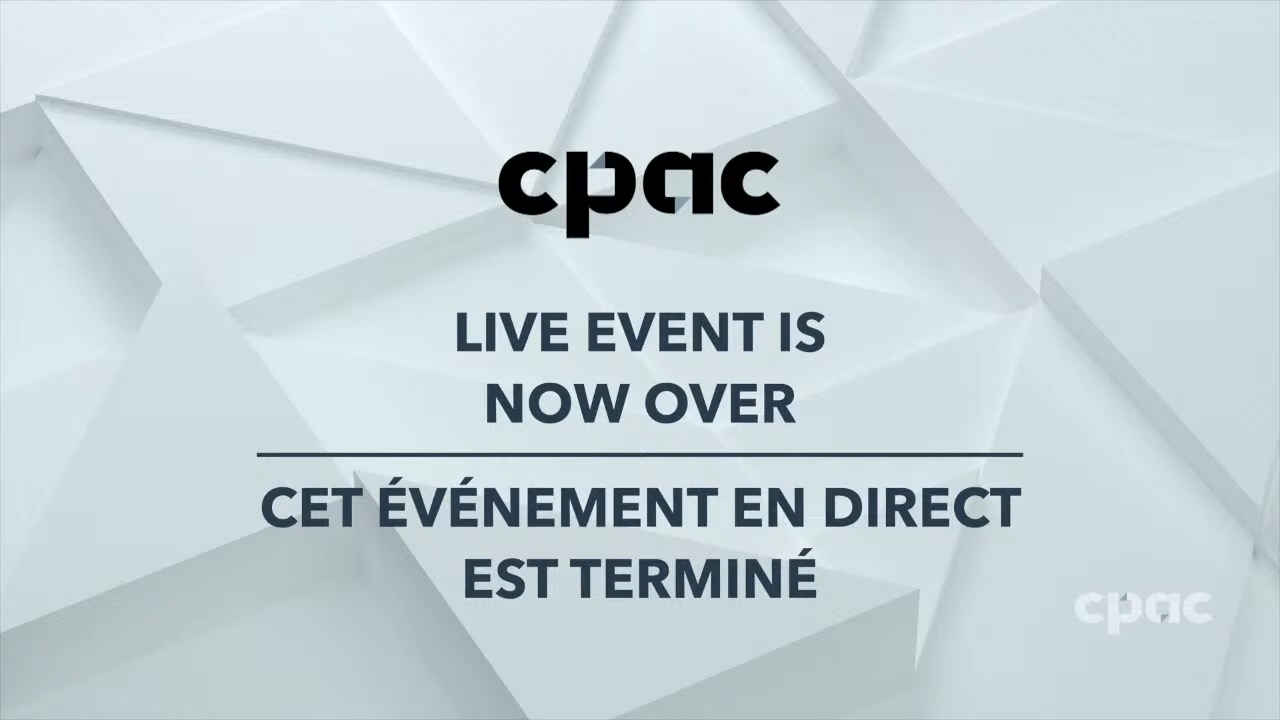 cpac
LIVE EVENT IS
NOW OVER
CET ÉVÉNEMENT EN DIRECT
EST TERMINÉ
cpac